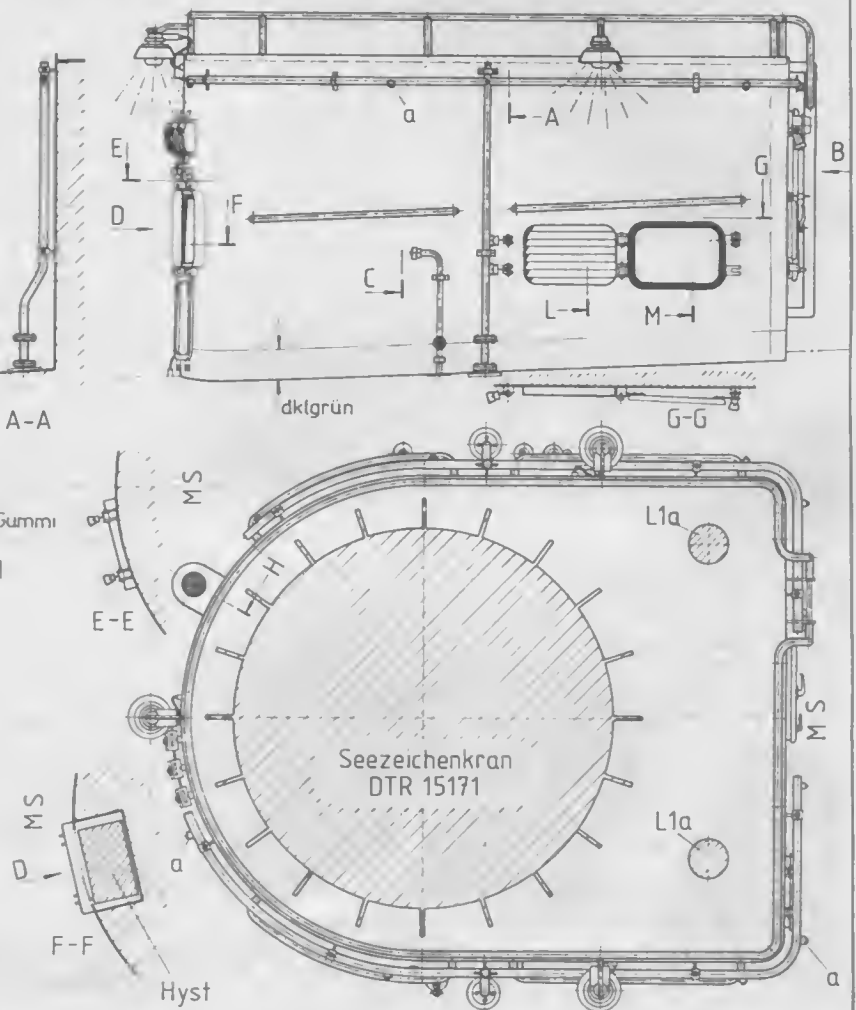 a
A
E
G
B
D
F
C
L
M
A-A
dklgrün
G-G
MS
Gummi
L1a
H
E-E
L
MS
Seezeichenkran
DTR 15171
MS
L1a
D
a
F-F
Hyst
a